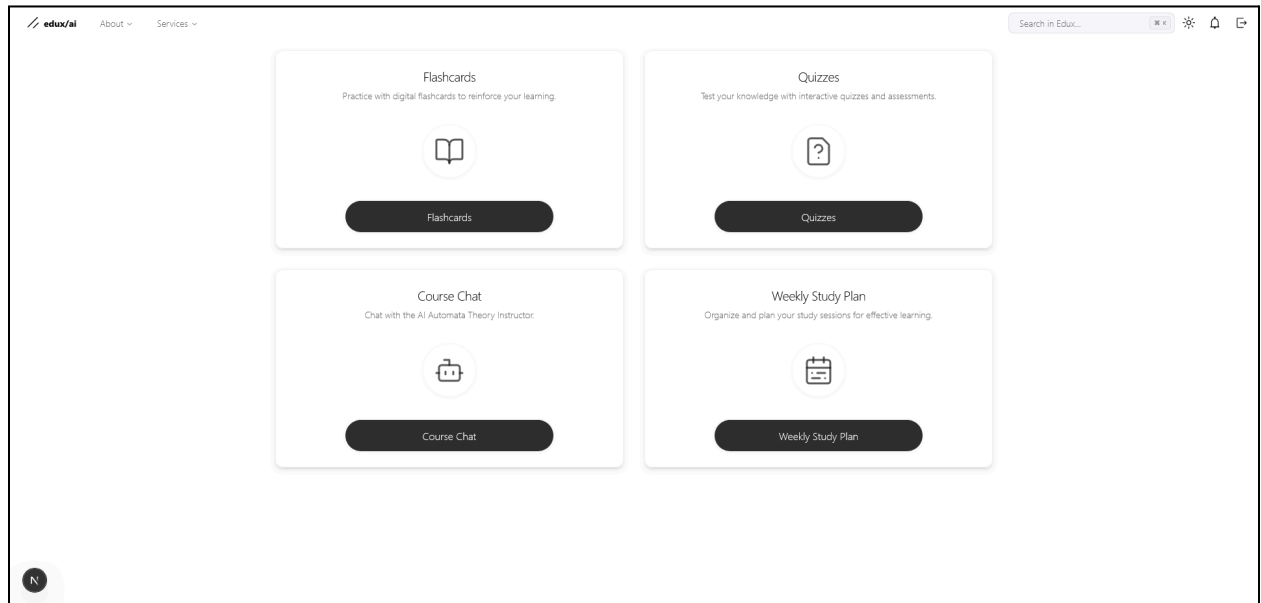 edux/ai About Services Search in Edux... ⌘ K
Flashcards
Practice with digital flashcards to reinforce your learning.
Flashcards
Quizzes
Test your knowledge with interactive quizzes and assessments.
?
Quizzes
Course Chat
Chat with the AI Automata Theory Instructor.
Course Chat
Weekly Study Plan
Organize and plan your study sessions for effective learning.
Weekly Study Plan
N